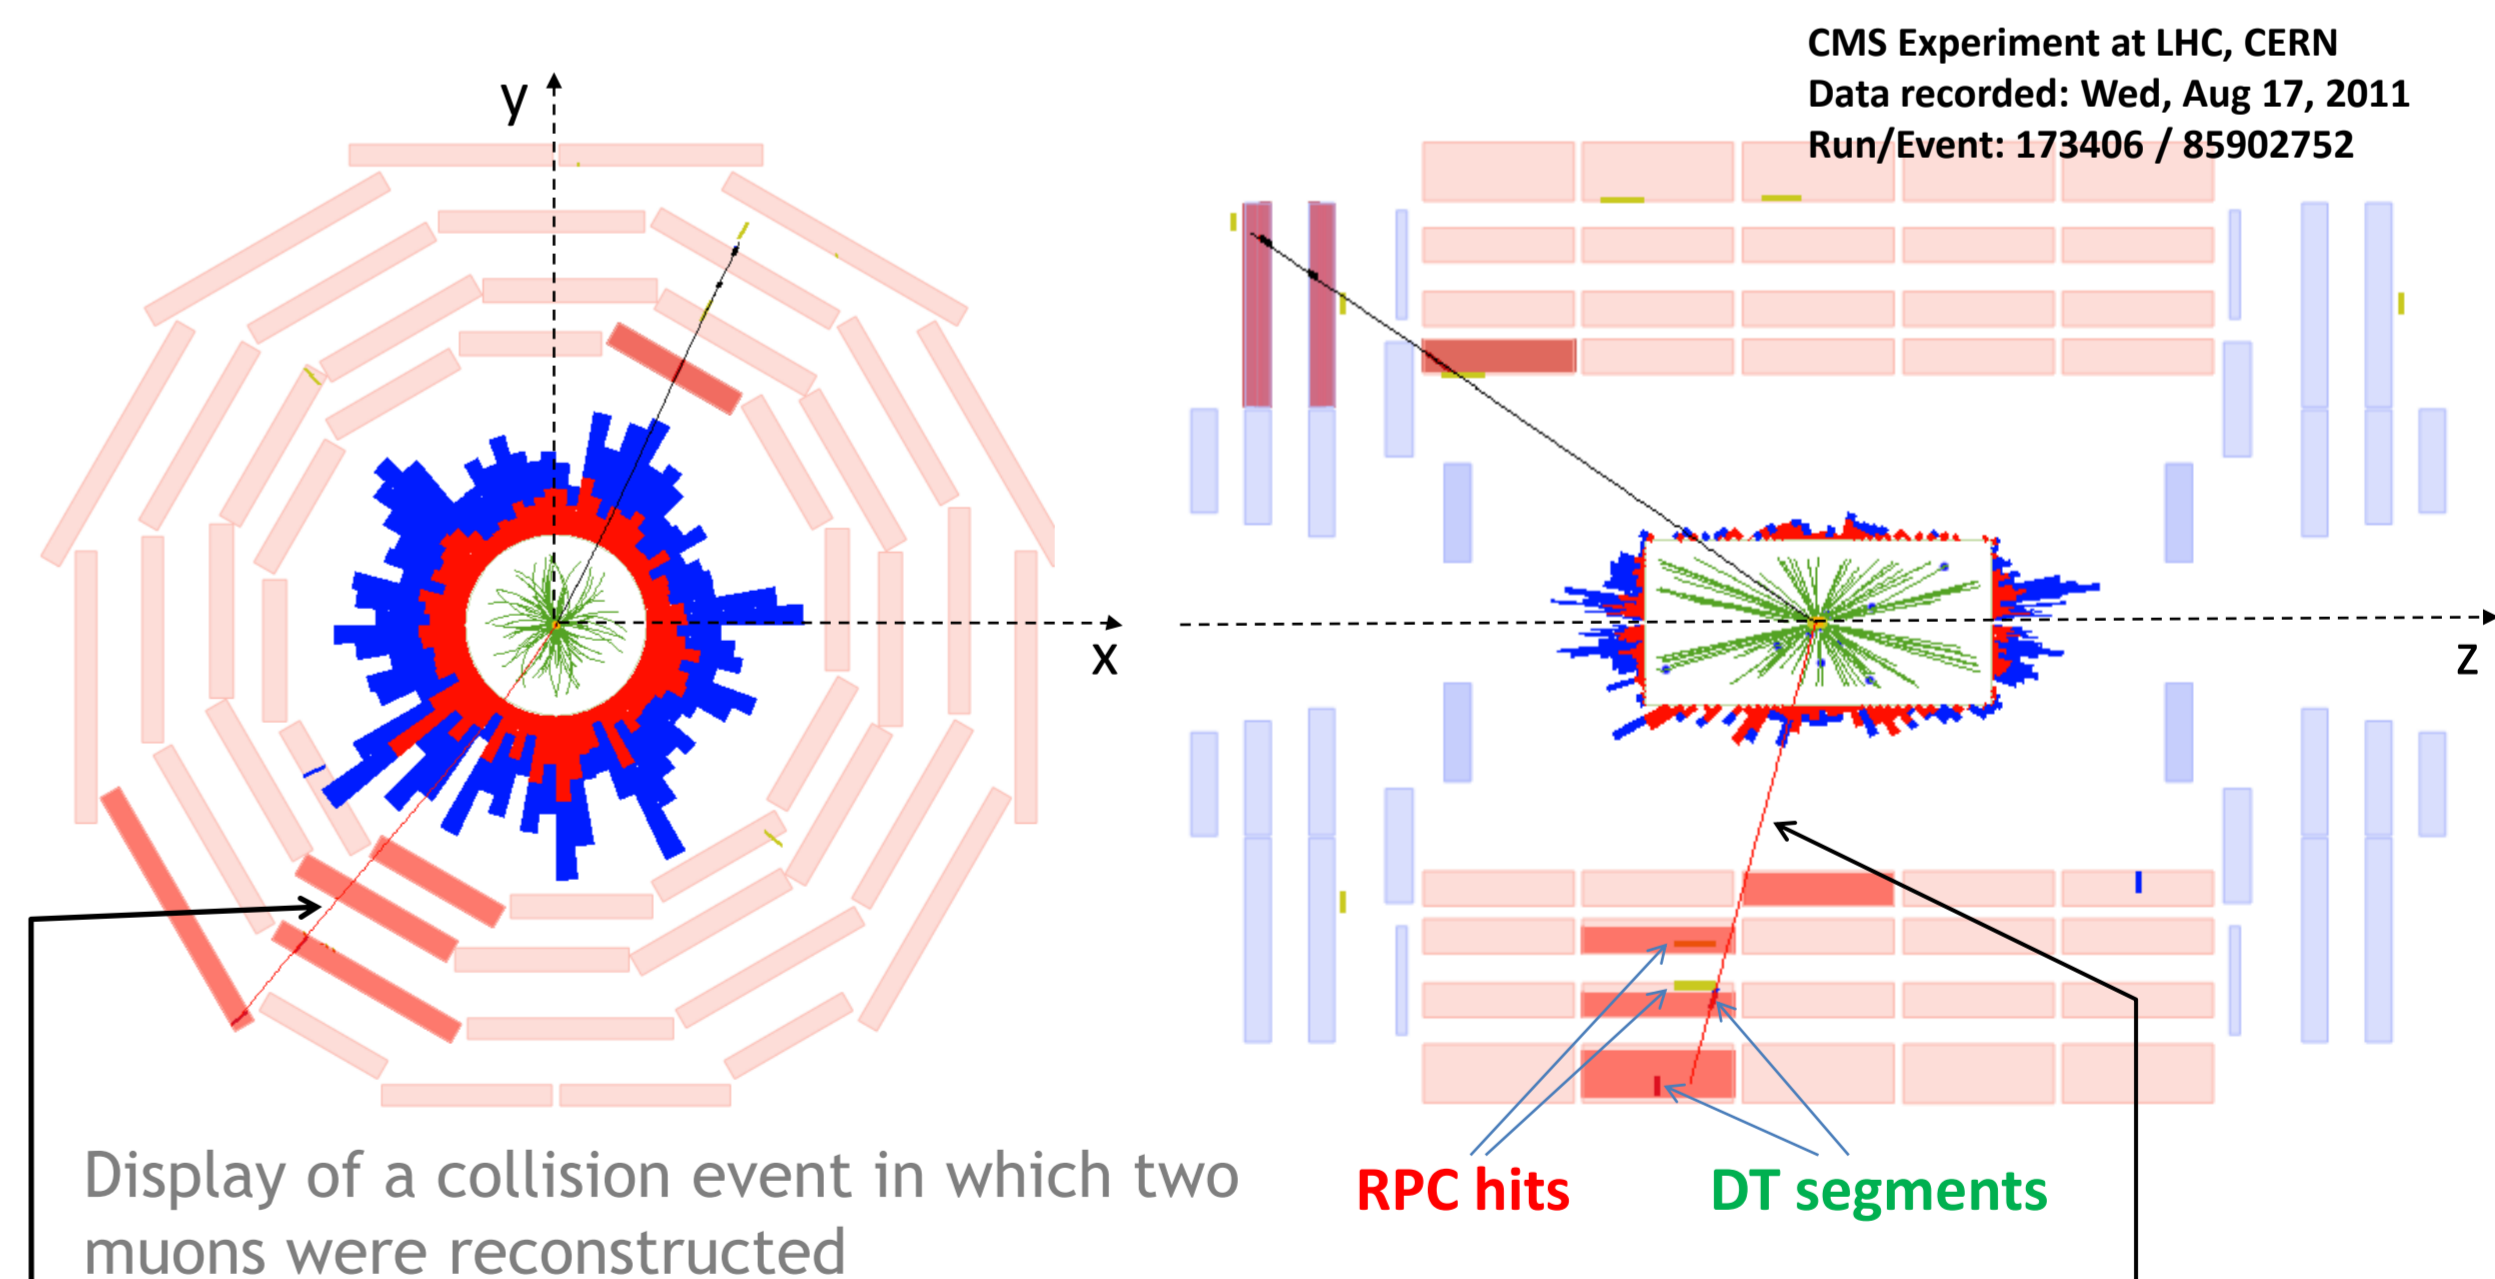 CMS Experiment at LHC, CERN
Data recorded: Wed, Aug 17, 2011
Run/Event: 173406 / 85902752
y
x
z
RPC hits
DT segments
Display of a collision event in which two
muons were reconstructed